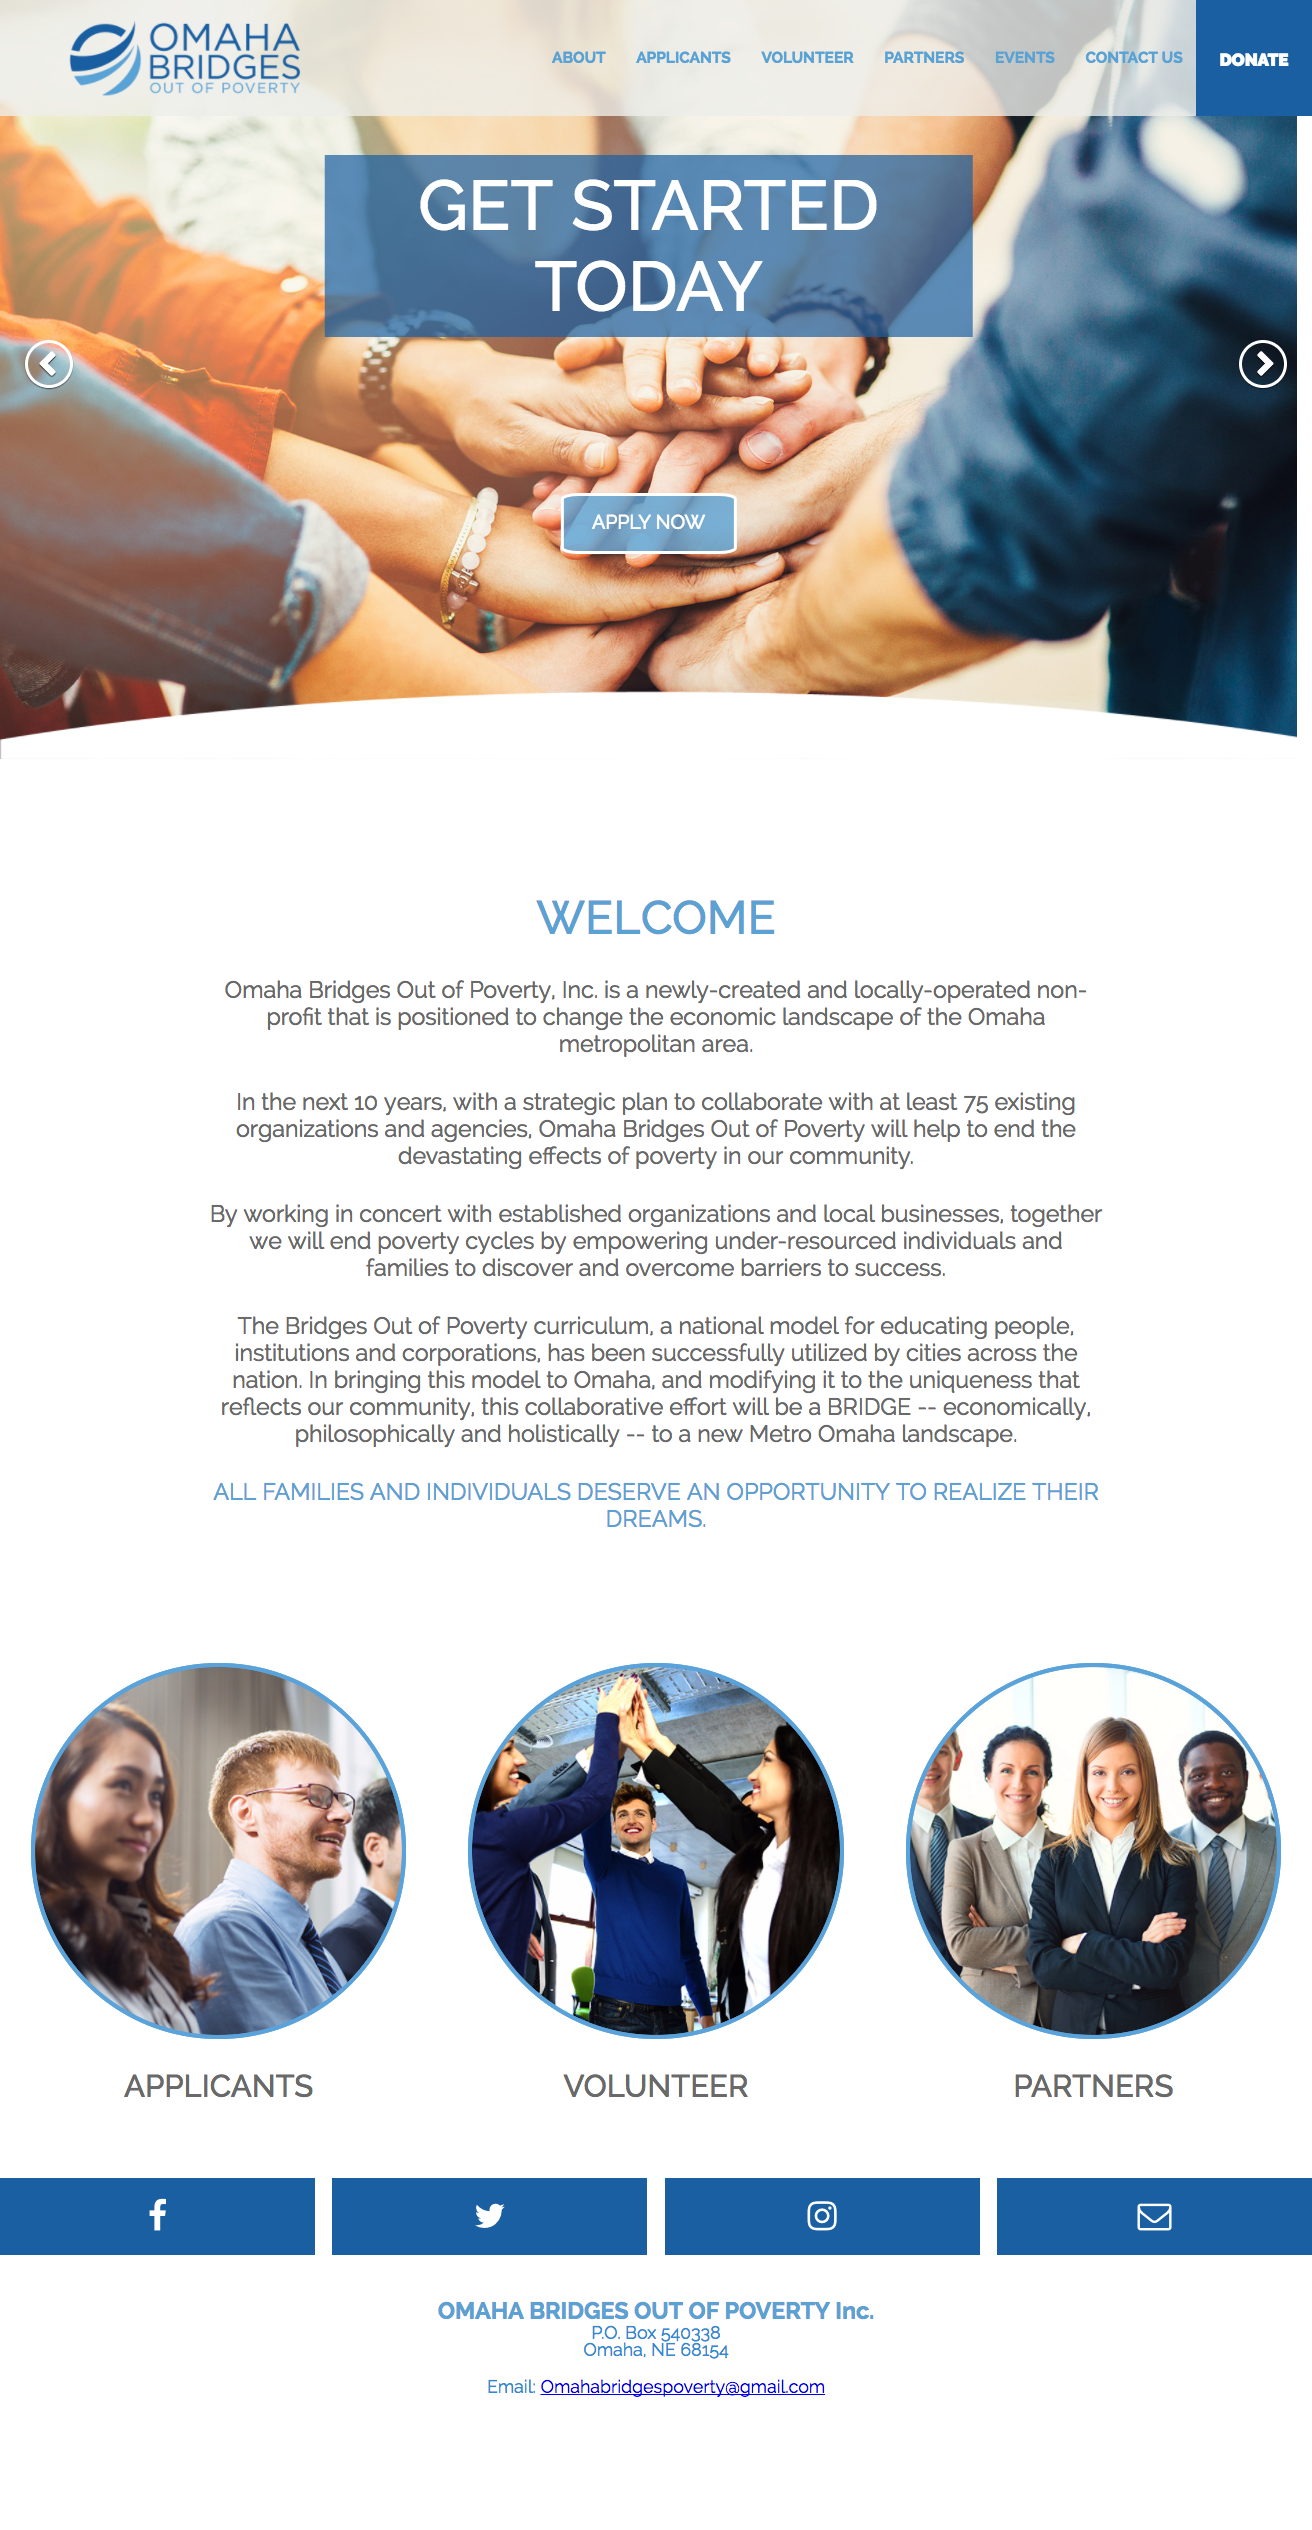 OMAHA
BRIDGES
OUT OF POVERTY
ABOUT APPLICANTS VOLUNTEER PARTNERS EVENTS CONTACT US DONATE
GET STARTED
TODAY
APPLY NOW
WELCOME
Omaha Bridges Out of Poverty, Inc. is a newly-created and locally-operated non-
profit that is positioned to change the economic landscape of the Omaha
metropolitan area.
In the next 10 years, with a strategic plan to collaborate with at least 75 existing
organizations and agencies, Omaha Bridges Out of Poverty will help to end the
devastating effects of poverty in our community.
By working in concert with established organizations and local businesses, together
we will end poverty cycles by empowering under-resourced individuals and
families to discover and overcome barriers to success.
The Bridges Out of Poverty curriculum, a national model for educating people,
institutions and corporations, has been successfully utilized by cities across the
nation. In bringing this model to Omaha, and modifying it to the uniqueness that
reflects our community, this collaborative effort will be a BRIDGE -- economically,
philosophically and holistically -- to a new Metro Omaha landscape.
ALL FAMILIES AND INDIVIDUALS DESERVE AN OPPORTUNITY TO REALIZE THEIR
DREAMS.
APPLICANTS VOLUNTEER PARTNERS
OMAHA BRIDGES OUT OF POVERTY Inc.
P.O. Box 540338
Omaha, NE 68154
Email: Omahabridgespoverty@gmail.com